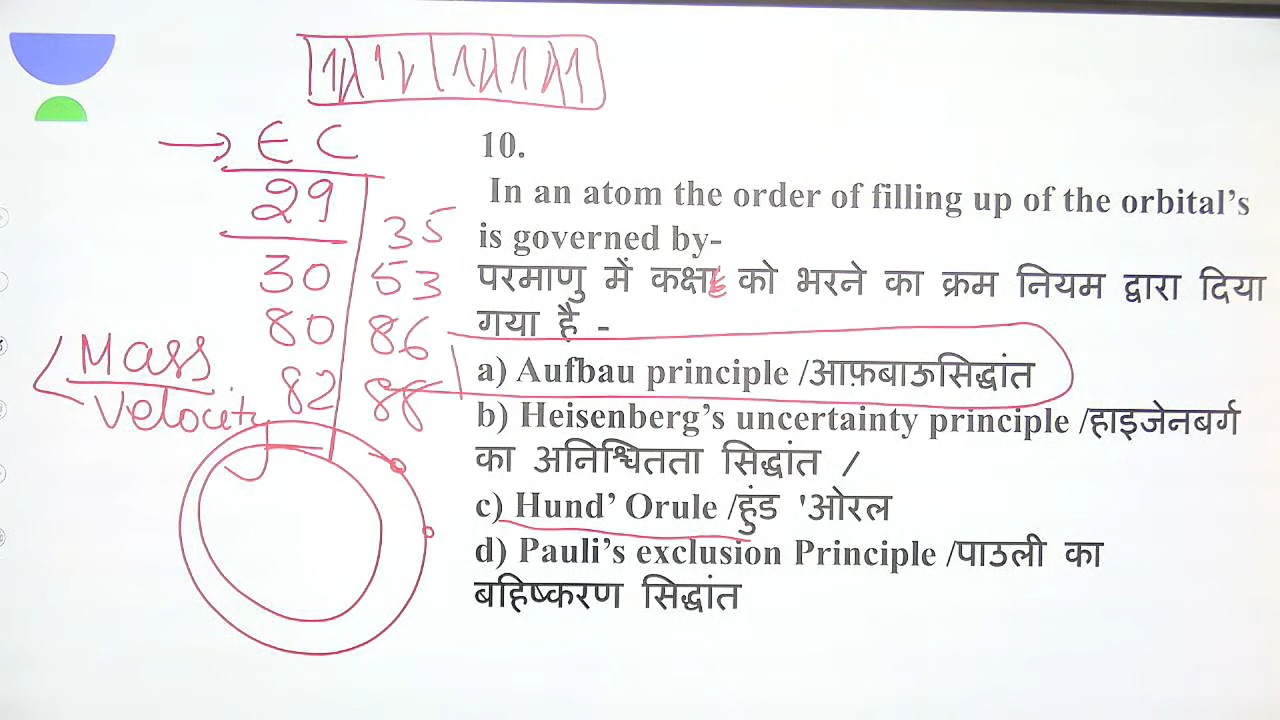 → E C
29
30
80
82
35
53
86
88
Mass
Velocity
10.
In an atom the order of filling up of the orbital's
is governed by-
परमाणु में कक्ष को भरने का क्रम नियम द्वारा दिया
गया है -
a) Aufbau principle /आफ़बाऊसिद्धांत
b) Heisenberg's uncertainty principle /हाइजेनबर्ग
का अनिश्चितता सिद्धांत /
c) Hund' Orule /हुंड 'ओरल
d) Pauli's exclusion Principle /पाउली का
बहिष्करण सिद्धांत